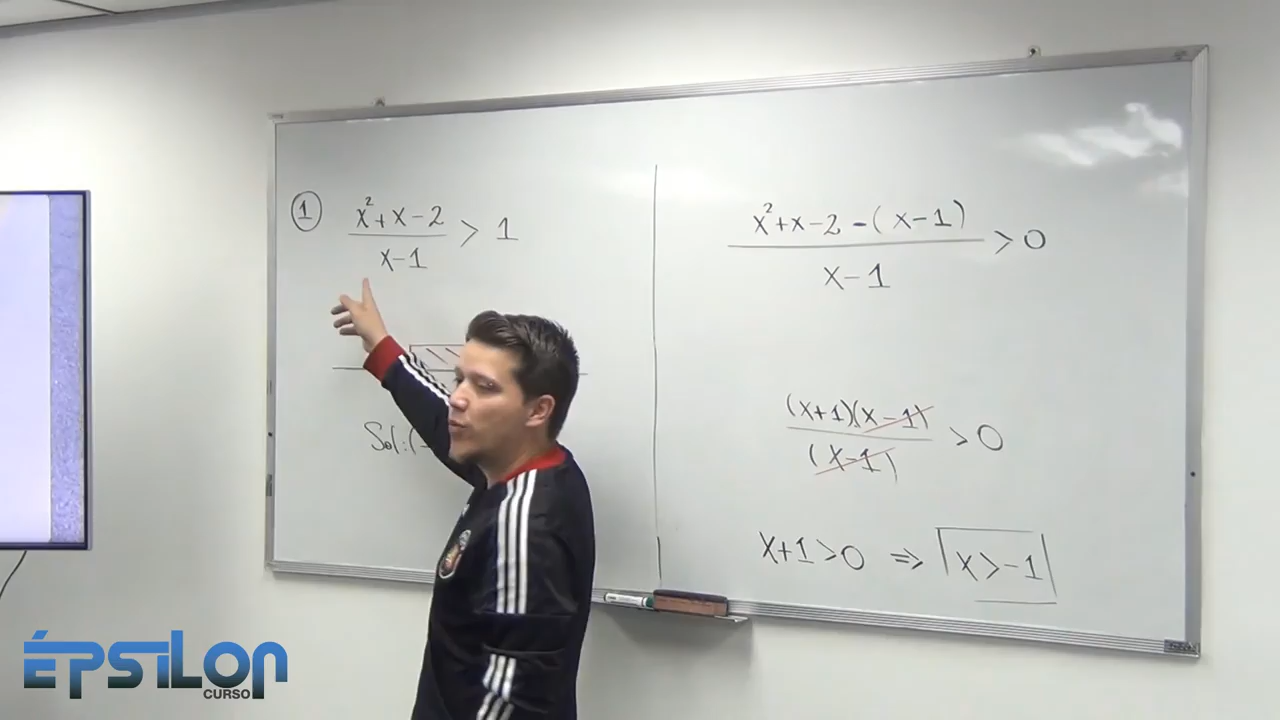 ① x² + x - 2 / x - 1 > 1
Sol:(-
x² + x - 2 - (x - 1) / x - 1 > 0
(x+1)(x-1) / (x-1) > 0
x+1 > 0 ⇒ x > -1
ÉPSILON
CURSO